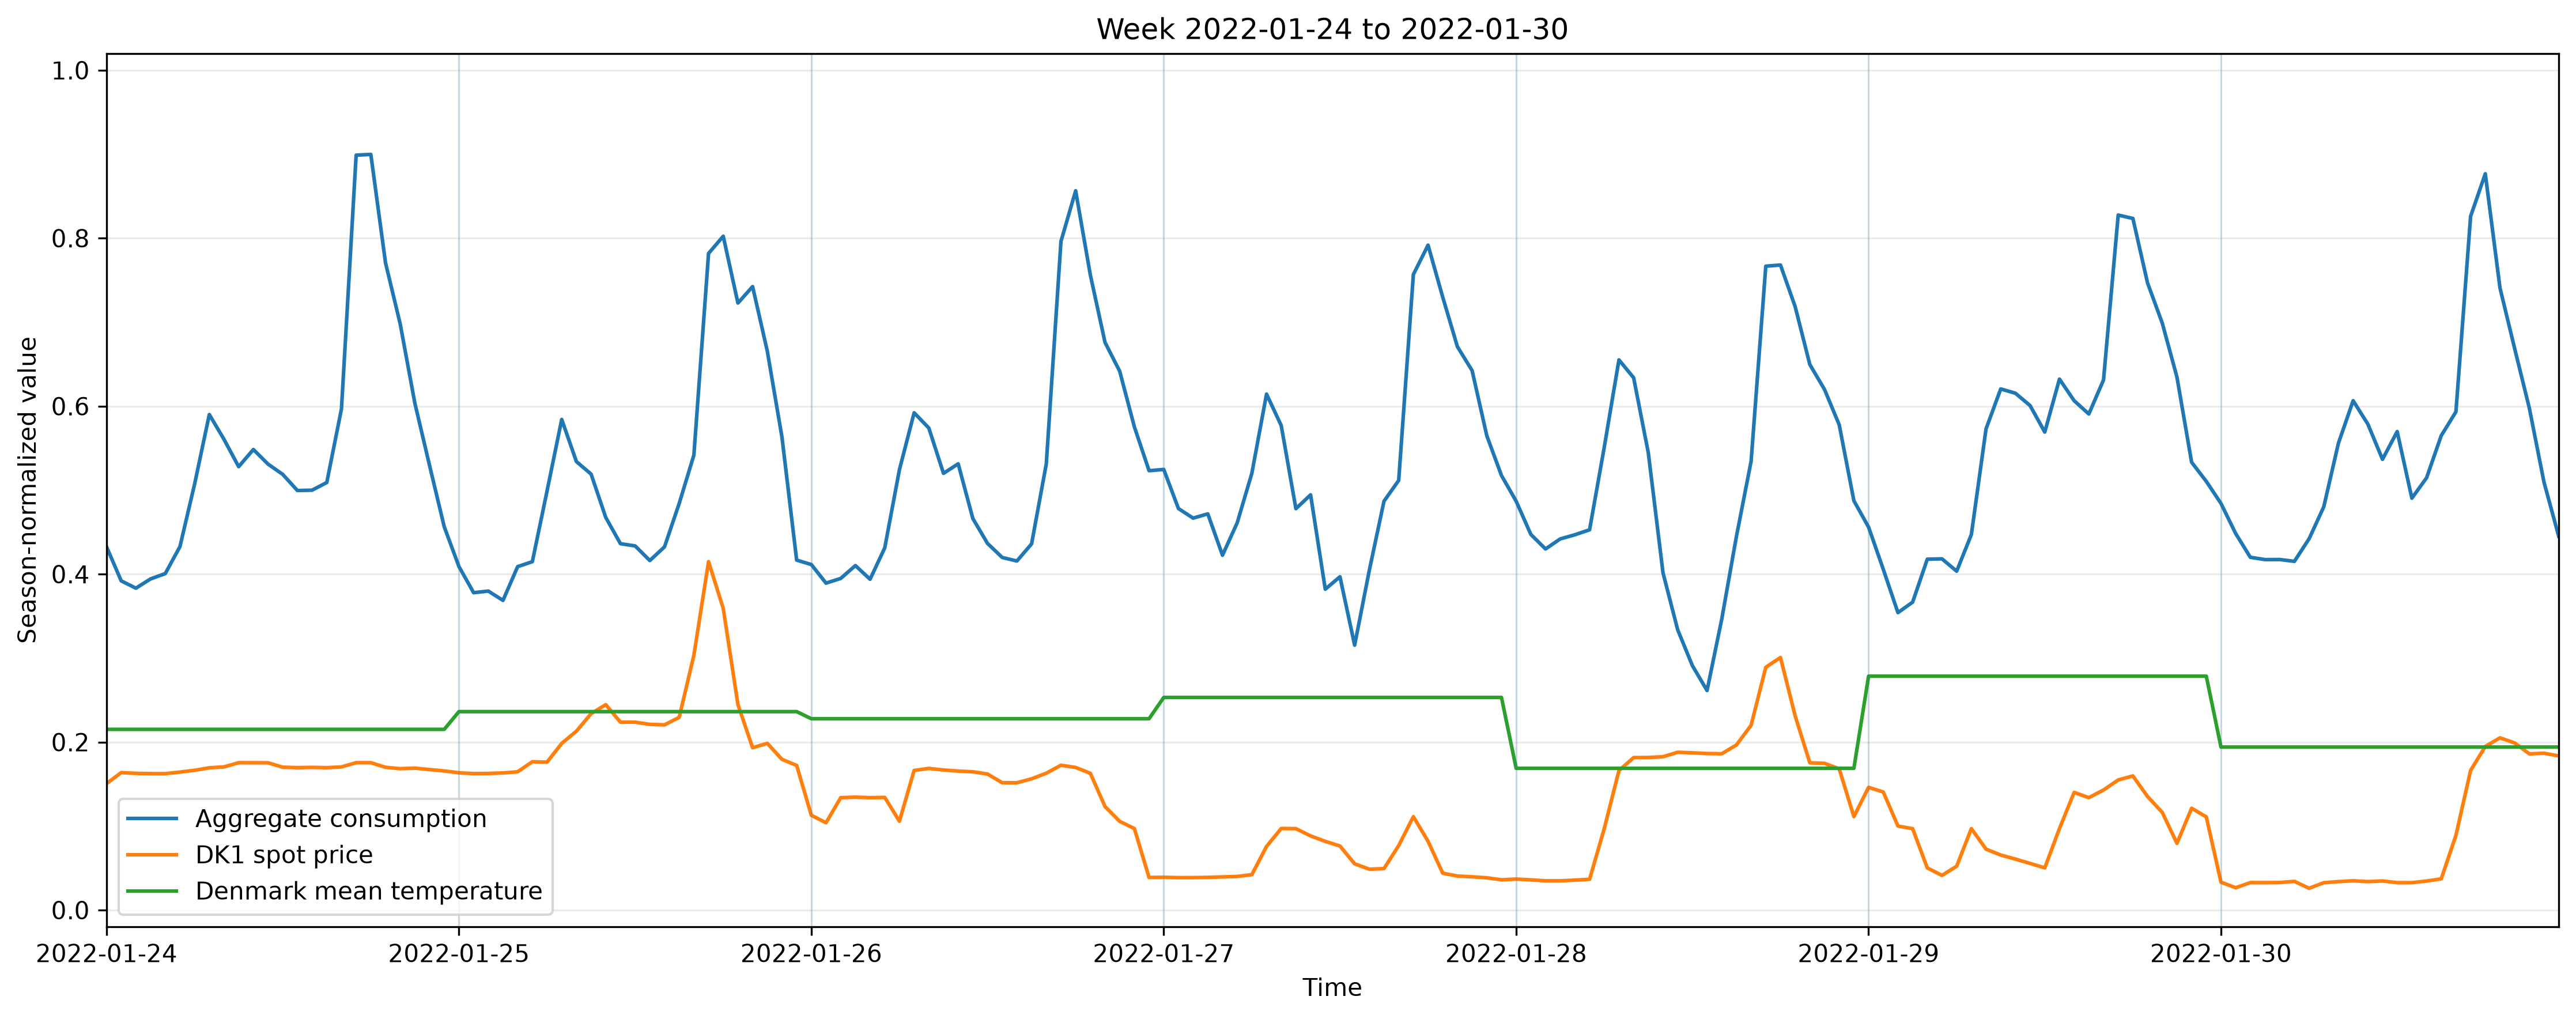 Week 2022-01-24 to 2022-01-30
Season-normalized value
1.0
0.8
0.6
0.4
0.2
0.0
Aggregate consumption
DK1 spot price
Denmark mean temperature
2022-01-24 2022-01-25 2022-01-26 2022-01-27 2022-01-28 2022-01-29 2022-01-30
Time